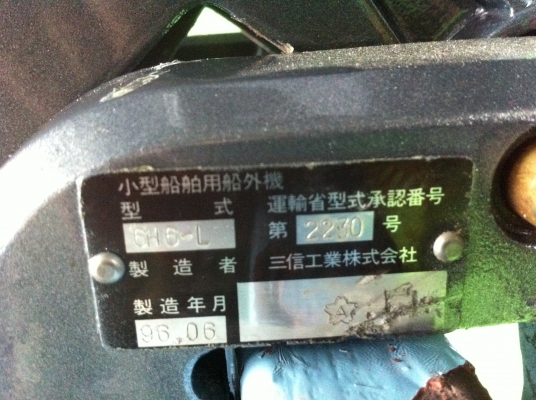 小型船舶用船外機
型 式 運輸省型式承認番号
6H6-L 第 2230 号
製造者 三信工業株式会社
製造年月
96.06
A